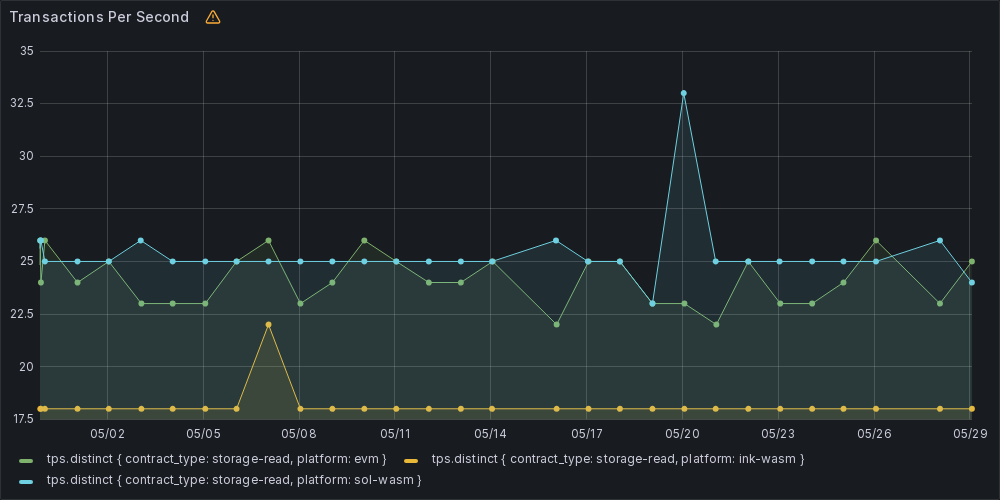 Transactions Per Second
35
32.5
30
27.5
25
22.5
20
17.5
05/02 05/05 05/08 05/11 05/14 05/17 05/20 05/23 05/26 05/29
tps.distinct { contract_type: storage-read, platform: evm } tps.distinct { contract_type: storage-read, platform: ink-wasm }
tps.distinct { contract_type: storage-read, platform: sol-wasm }